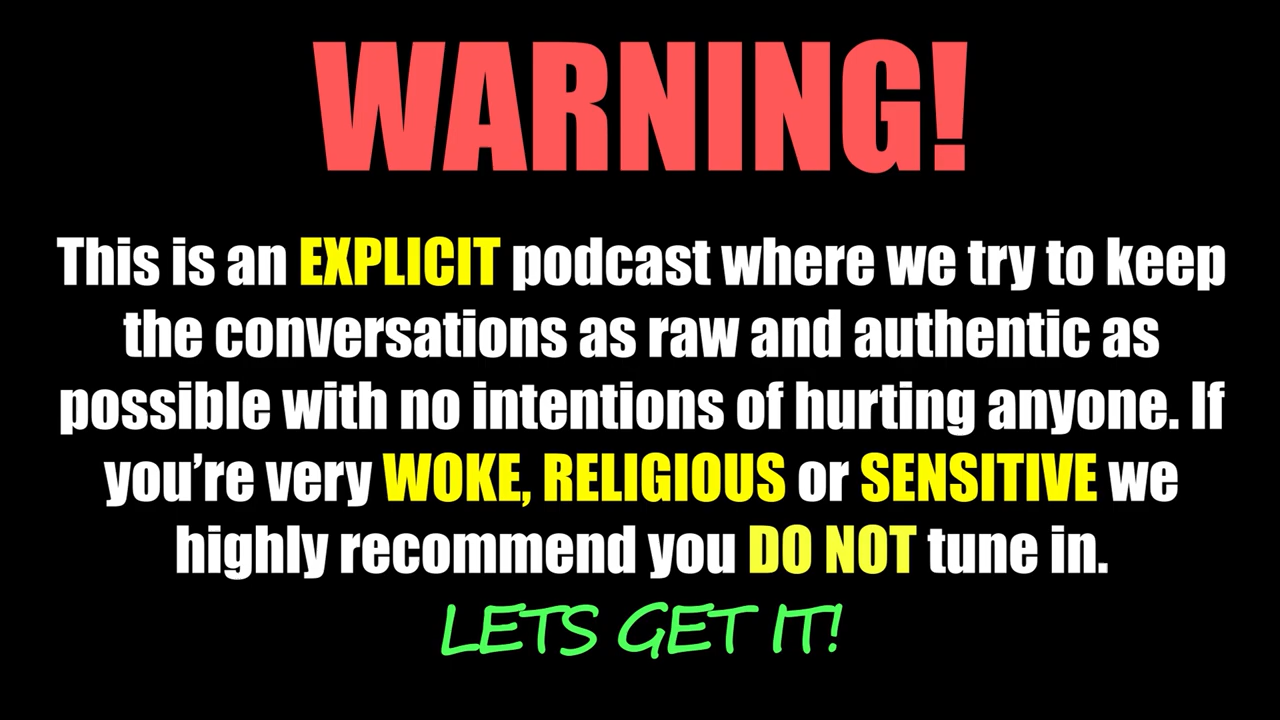 WARNING!
This is an EXPLICIT podcast where we try to keep
the conversations as raw and authentic as
possible with no intentions of hurting anyone. If
you’re very WOKE, RELIGIOUS or SENSITIVE we
highly recommend you DO NOT tune in.
LETS GET IT!